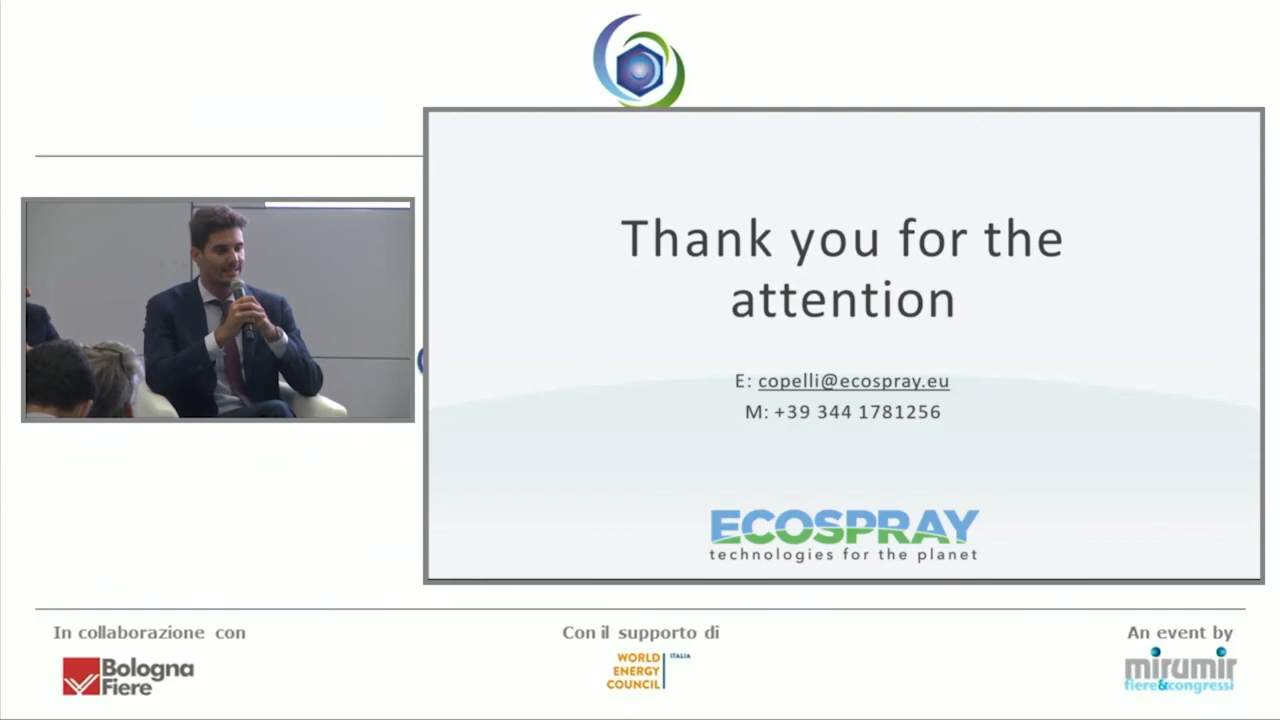 Thank you for the
attention
E: copelli@ecospray.eu
M: +39 344 1781256
ECOSPRAY
technologies for the planet
In collaborazione con
Bologna
Fiere
Con il supporto di
WORLD
ENERGY
COUNCIL
ITALIA
An event by
mirumir
fiere&congressi